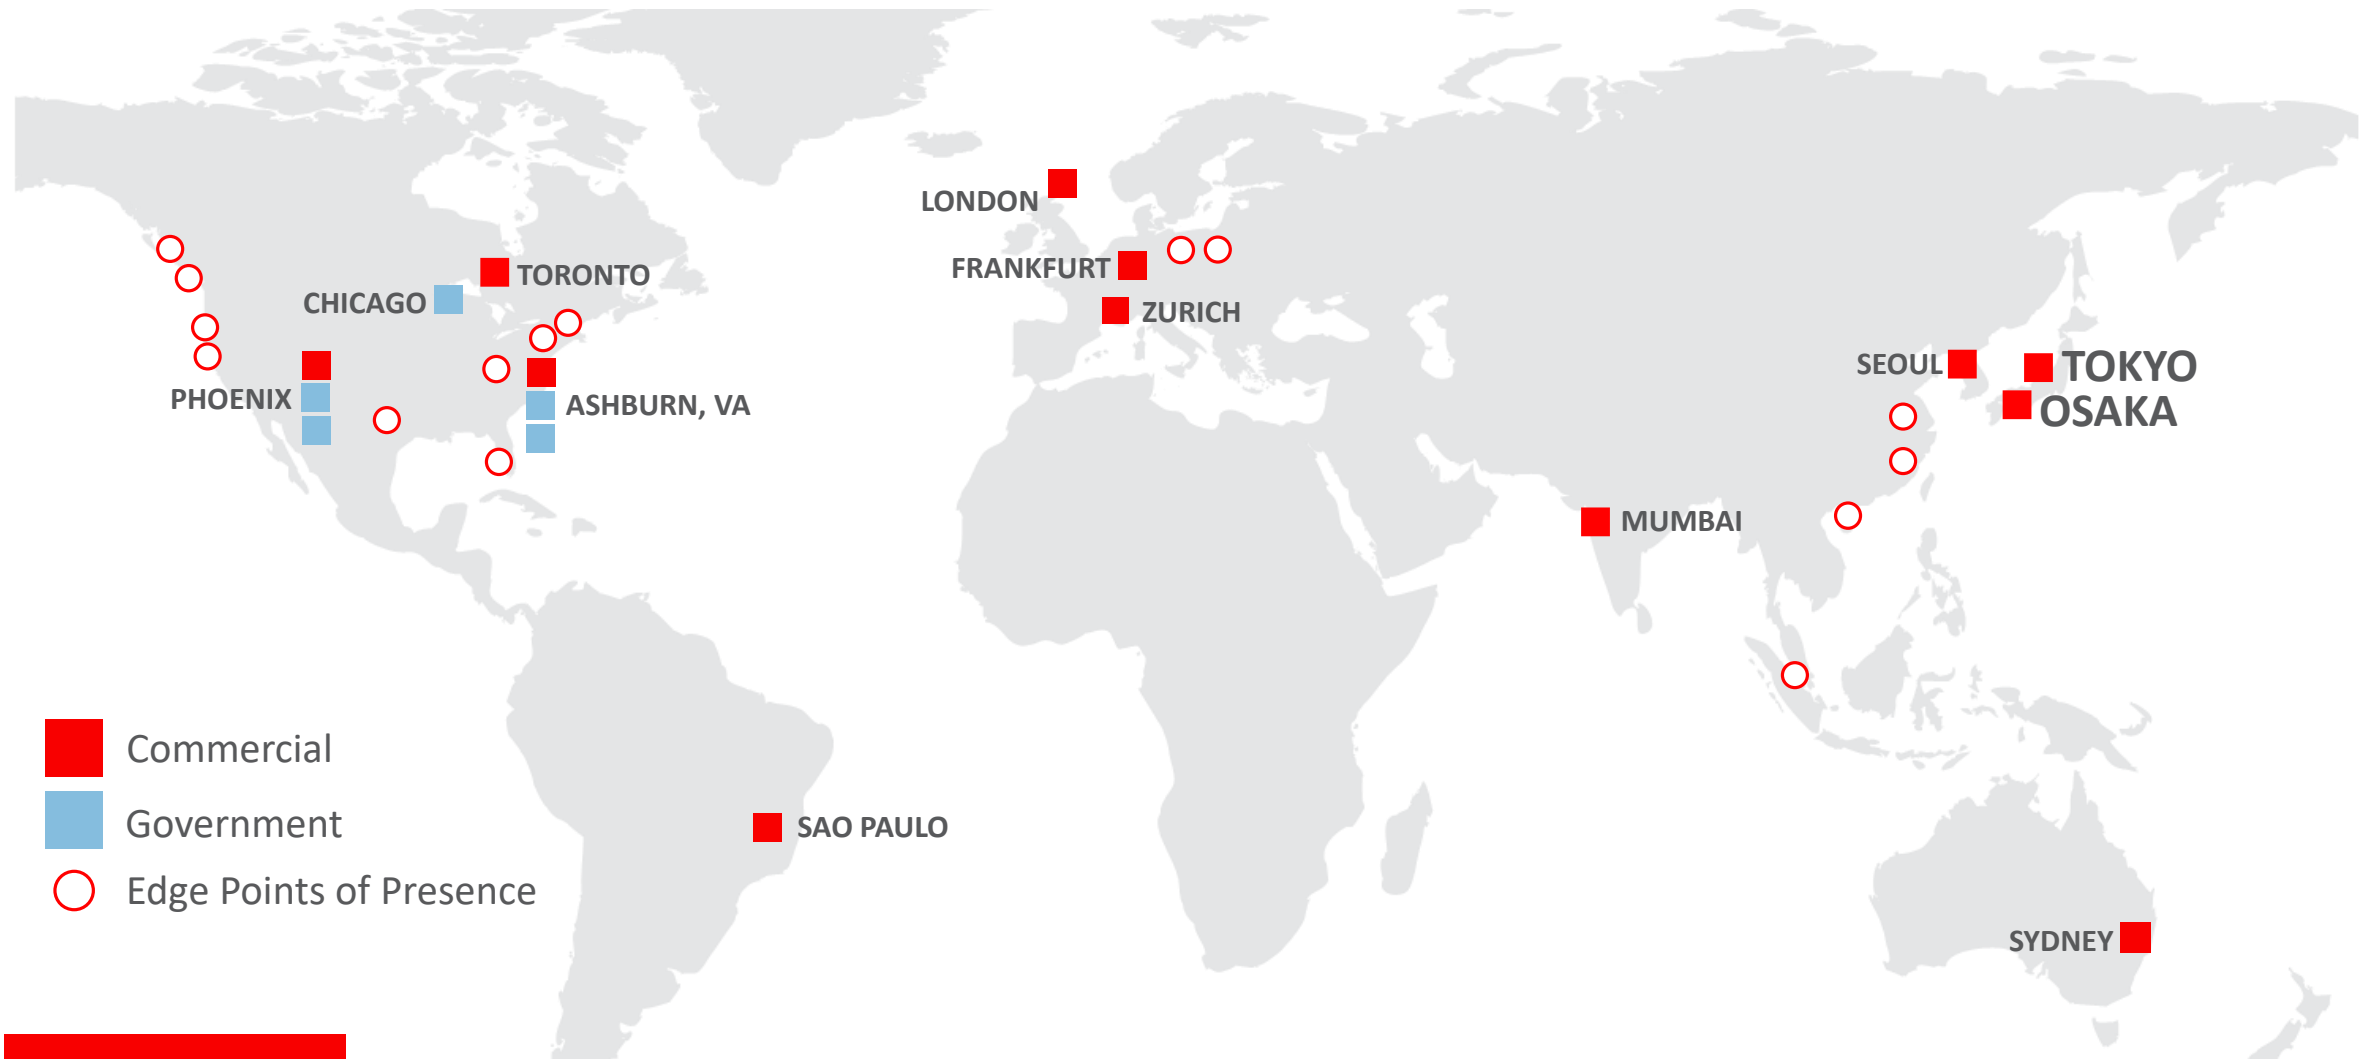 LONDON
FRANKFURT
ZURICH
TORONTO
CHICAGO
PHOENIX
ASHBURN, VA
SEOUL
TOKYO
OSAKA
MUMBAI
SAO PAULO
SYDNEY
Commercial
Government
Edge Points of Presence